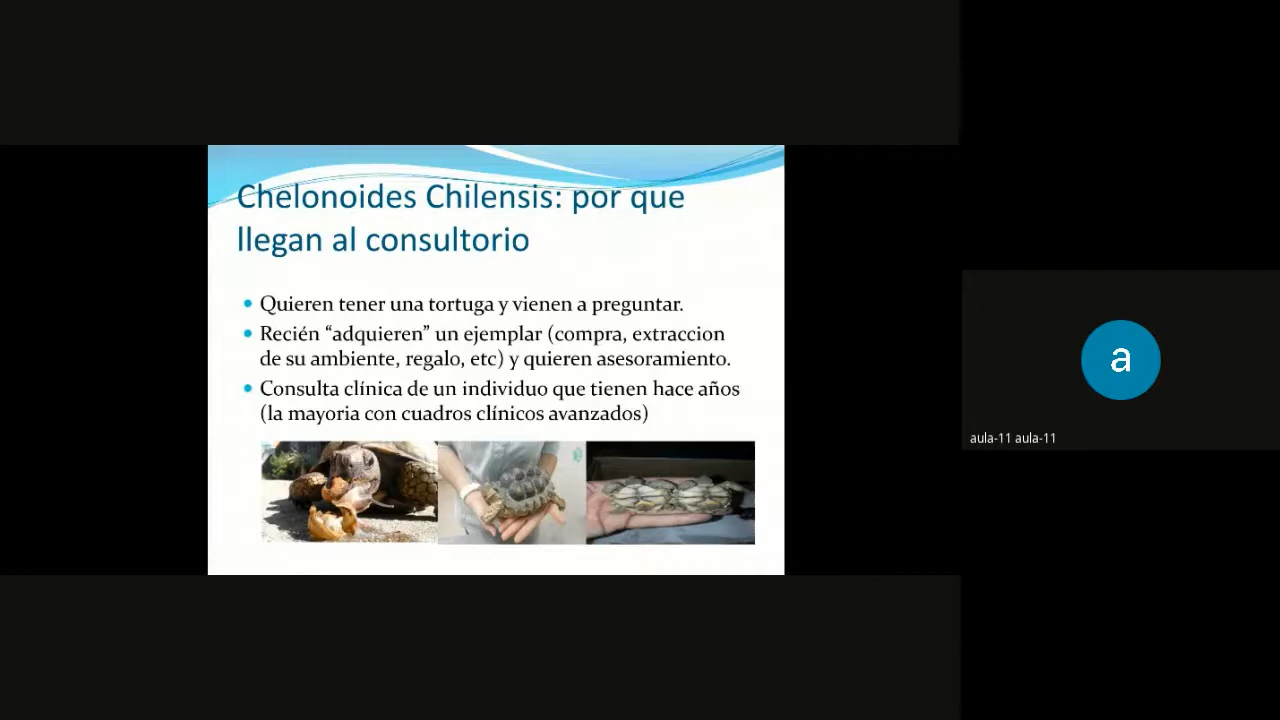 Chelonoides Chilensis: por que
llegan al consultorio
• Quieren tener una tortuga y vienen a preguntar.
• Recién “adquieren” un ejemplar (compra, extraccion
de su ambiente, regalo, etc) y quieren asesoramiento.
• Consulta clínica de un individuo que tienen hace años
(la mayoria con cuadros clínicos avanzados)
a
aula-11 aula-11